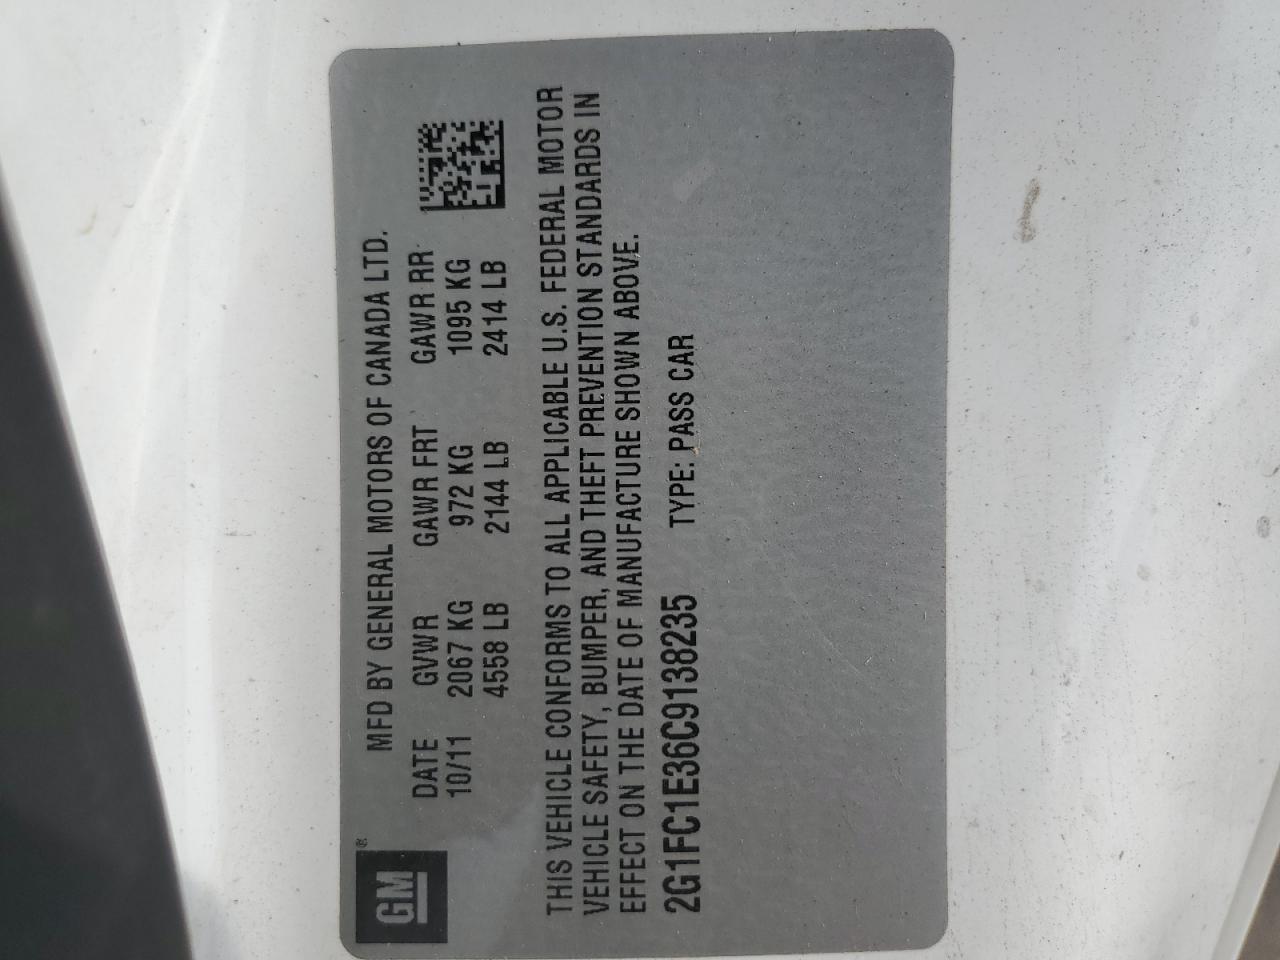 GM ®
MFD BY GENERAL MOTORS OF CANADA LTD.
DATE GVWR GAWR FRT GAWR RR
10/11 2067 KG 972 KG 1095 KG
4558 LB 2144 LB 2414 LB
THIS VEHICLE CONFORMS TO ALL APPLICABLE U.S. FEDERAL MOTOR
VEHICLE SAFETY, BUMPER, AND THEFT PREVENTION STANDARDS IN
EFFECT ON THE DATE OF MANUFACTURE SHOWN ABOVE.
2G1FC1E36C9138235 TYPE: PASS CAR